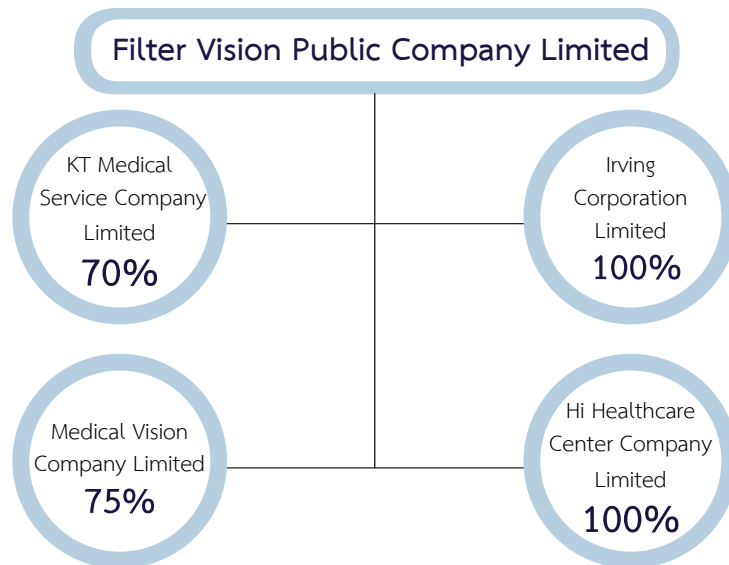 Filter Vision Public Company Limited
KT Medical
Service Company
Limited
70%
Irving
Corporation
Limited
100%
Medical Vision
Company Limited
75%
Hi Healthcare
Center Company
Limited
100%